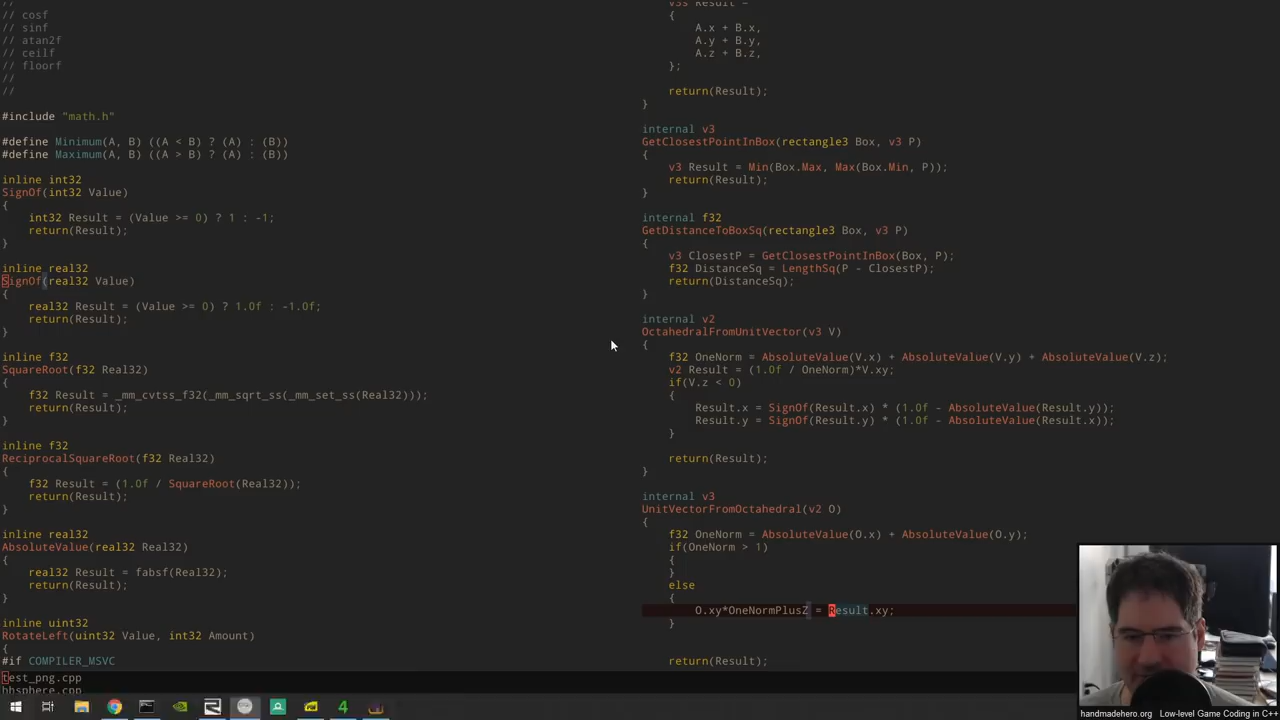 //
// cosf
// sinf
// atan2f
// ceilf
// floorf
//
//
#include "math.h"
#define Minimum(A, B) ((A < B) ? (A) : (B))
#define Maximum(A, B) ((A > B) ? (A) : (B))
inline int32
SignOf(int32 Value)
{
int32 Result = (Value >= 0) ? 1 : -1;
return(Result);
}
inline real32
SignOf(real32 Value)
{
real32 Result = (Value >= 0) ? 1.0f : -1.0f;
return(Result);
}
inline f32
SquareRoot(f32 Real32)
{
f32 Result = _mm_cvtss_f32(_mm_sqrt_ss(_mm_set_ss(Real32)));
return(Result);
}
inline f32
ReciprocalSquareRoot(f32 Real32)
{
f32 Result = (1.0f / SquareRoot(Real32));
return(Result);
}
inline real32
AbsoluteValue(real32 Real32)
{
real32 Result = fabsf(Real32);
return(Result);
}
inline uint32
RotateLeft(uint32 Value, int32 Amount)
{
#if COMPILER_MSVC
test_png.cpp
hhsphere.cpp
v3s Result =
{
A.x + B.x,
A.y + B.y,
A.z + B.z,
};
return(Result);
}
internal v3
GetClosestPointInBox(rectangle3 Box, v3 P)
{
v3 Result = Min(Box.Max, Max(Box.Min, P));
return(Result);
}
internal f32
GetDistanceToBoxSq(rectangle3 Box, v3 P)
{
v3 ClosestP = GetClosestPointInBox(Box, P);
f32 DistanceSq = LengthSq(P - ClosestP);
return(DistanceSq);
}
internal v2
OctahedralFromUnitVector(v3 V)
{
f32 OneNorm = AbsoluteValue(V.x) + AbsoluteValue(V.y) + AbsoluteValue(V.z);
v2 Result = (1.0f / OneNorm)*V.xy;
if(V.z < 0)
{
Result.x = SignOf(Result.x) * (1.0f - AbsoluteValue(Result.y));
Result.y = SignOf(Result.y) * (1.0f - AbsoluteValue(Result.x));
}
return(Result);
}
internal v3
UnitVectorFromOctahedral(v2 O)
{
f32 OneNorm = AbsoluteValue(O.x) + AbsoluteValue(O.y);
if(OneNorm > 1)
{
}
else
{
O.xy*OneNormPlusZ = Result.xy;
}
return(Result);
handmadehero.org Low-level Game Coding in C++